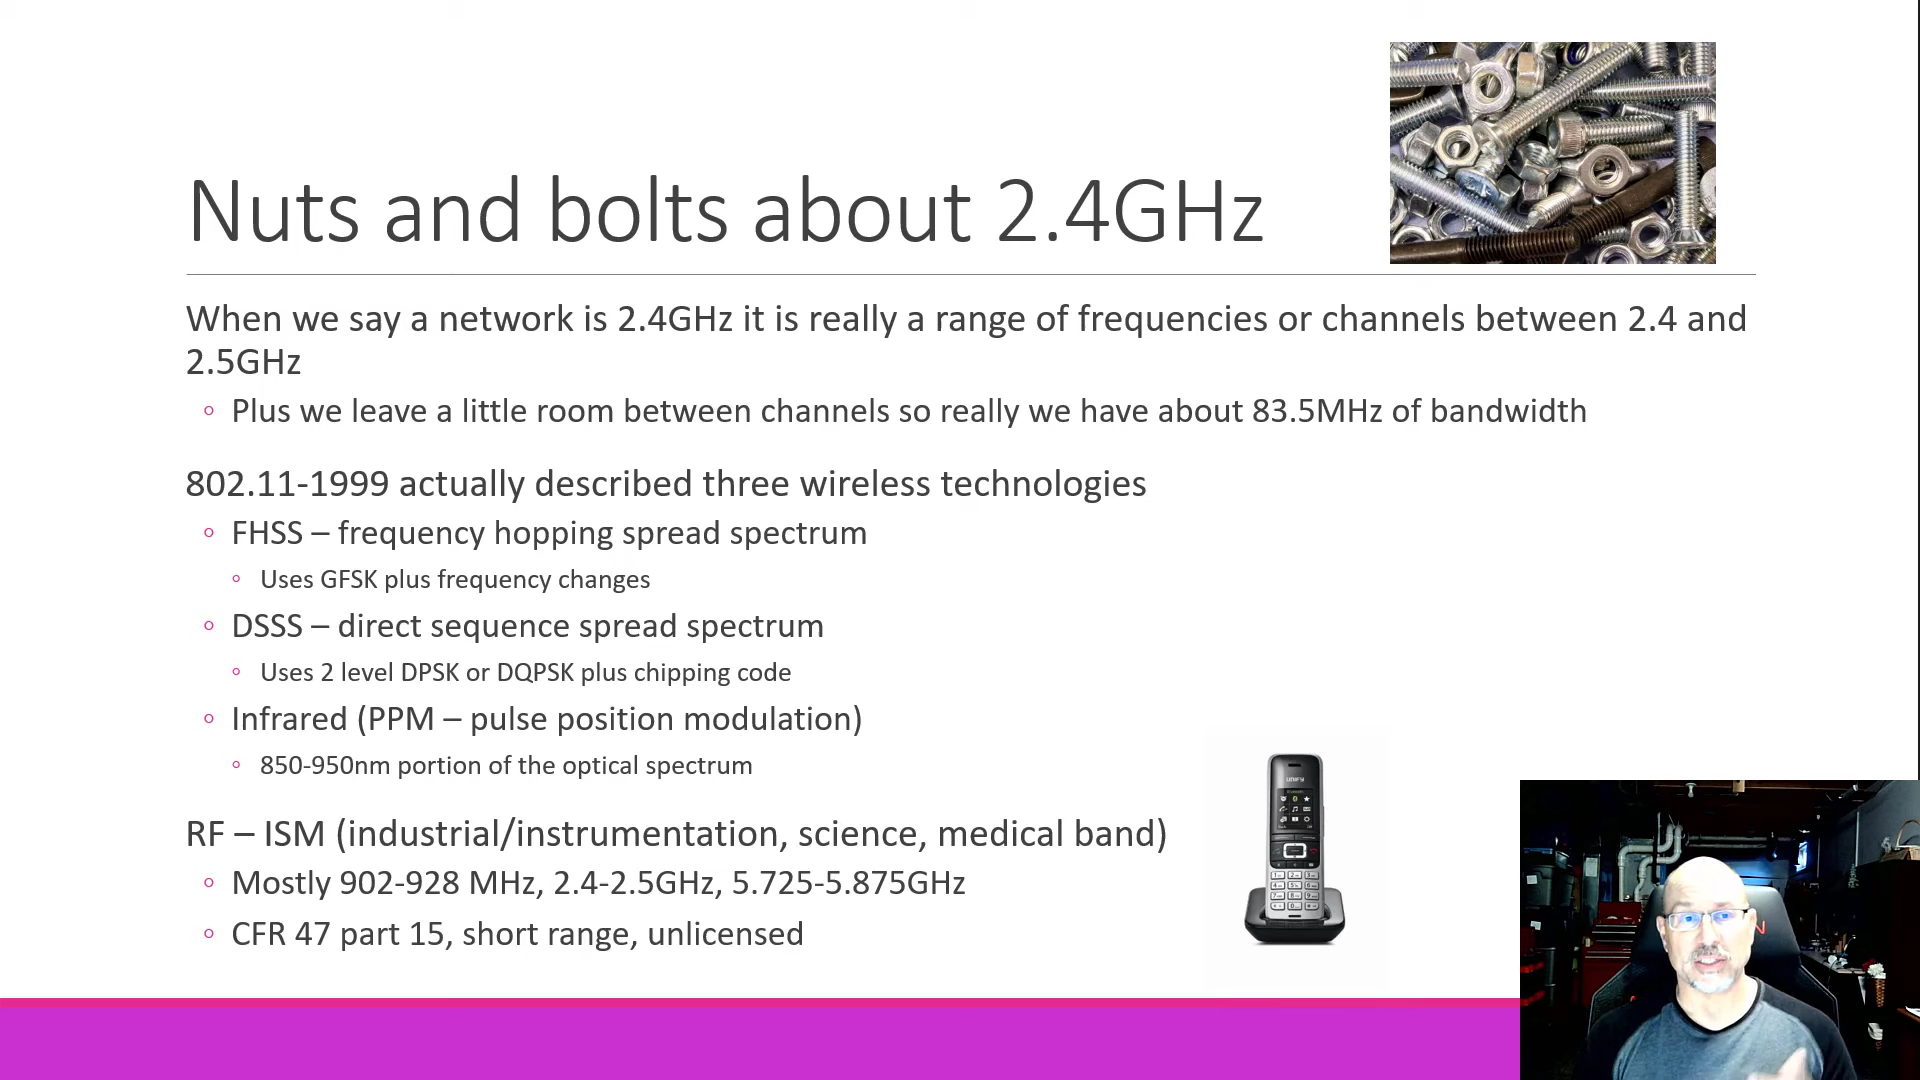 Nuts and bolts about 2.4GHz
When we say a network is 2.4GHz it is really a range of frequencies or channels between 2.4 and
2.5GHz
◦ Plus we leave a little room between channels so really we have about 83.5MHz of bandwidth
802.11-1999 actually described three wireless technologies
◦ FHSS – frequency hopping spread spectrum
◦ Uses GFSK plus frequency changes
◦ DSSS – direct sequence spread spectrum
◦ Uses 2 level DPSK or DQPSK plus chipping code
◦ Infrared (PPM – pulse position modulation)
◦ 850-950nm portion of the optical spectrum
RF – ISM (industrial/instrumentation, science, medical band)
◦ Mostly 902-928 MHz, 2.4-2.5GHz, 5.725-5.875GHz
◦ CFR 47 part 15, short range, unlicensed
UNIFY